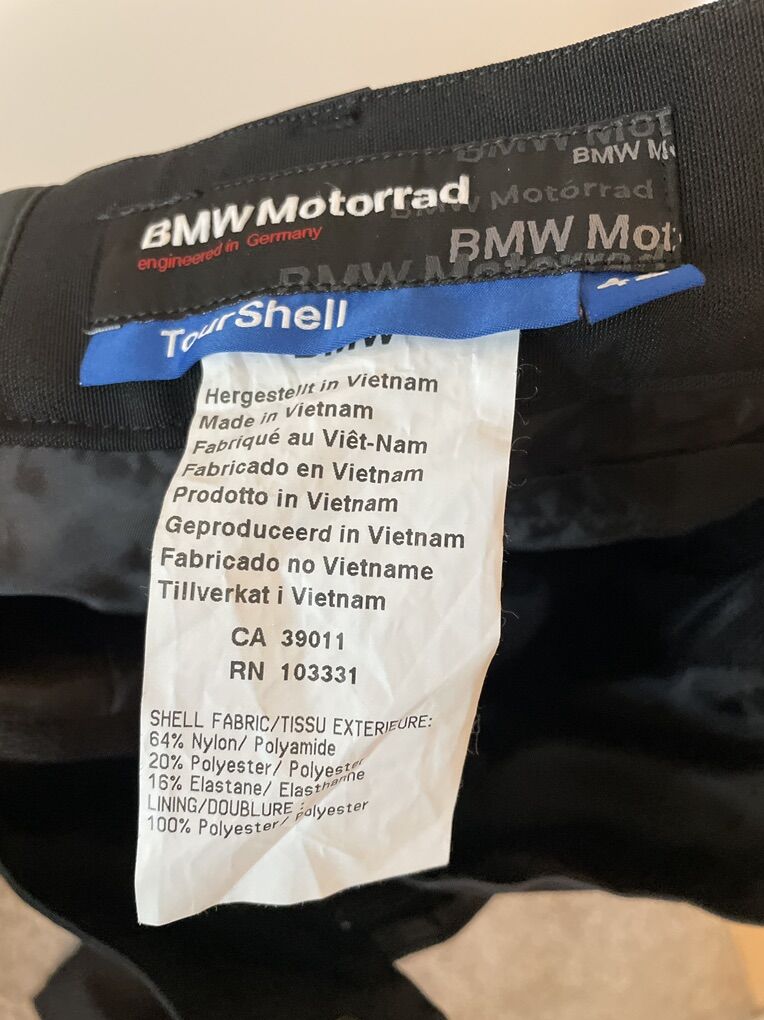 BMW Motorrad
engineered in Germany
BMW
Motorrad
BMW
TourShell
BMW
Hergestellt in Vietnam
Made in Vietnam
Fabriqué au Viêt-Nam
Fabricado en Vietnam
Prodotto in Vietnam
Geproduceerd in Vietnam
Fabricado no Vietname
Tillverkat i Vietnam
CA 39011
RN 103331
SHELL FABRIC/TISSU EXTERIEURE:
64% Nylon/ Polyamide
20% Polyester/ Polyester
16% Elastane/ Elasthanne
LINING/DOUBLURE :
100% Polyester/ Polyester